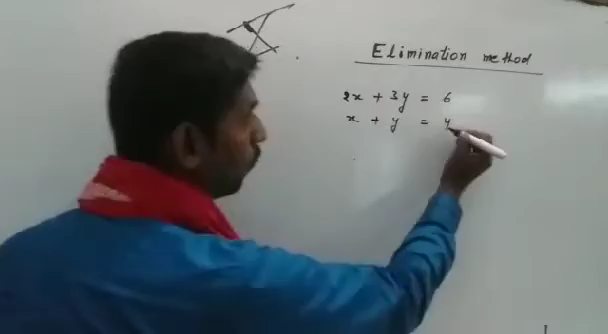 Elimination method
2x + 3y = 6
x + y = 4